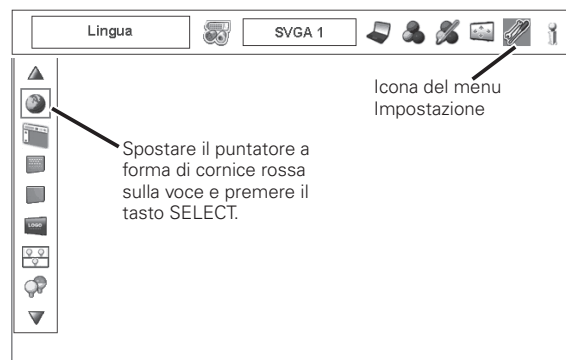 Lingua
SVGA 1
Icona del menu
Impostazione
Spostare il puntatore a
forma di cornice rossa
sulla voce e premere il
tasto SELECT.
LOGO